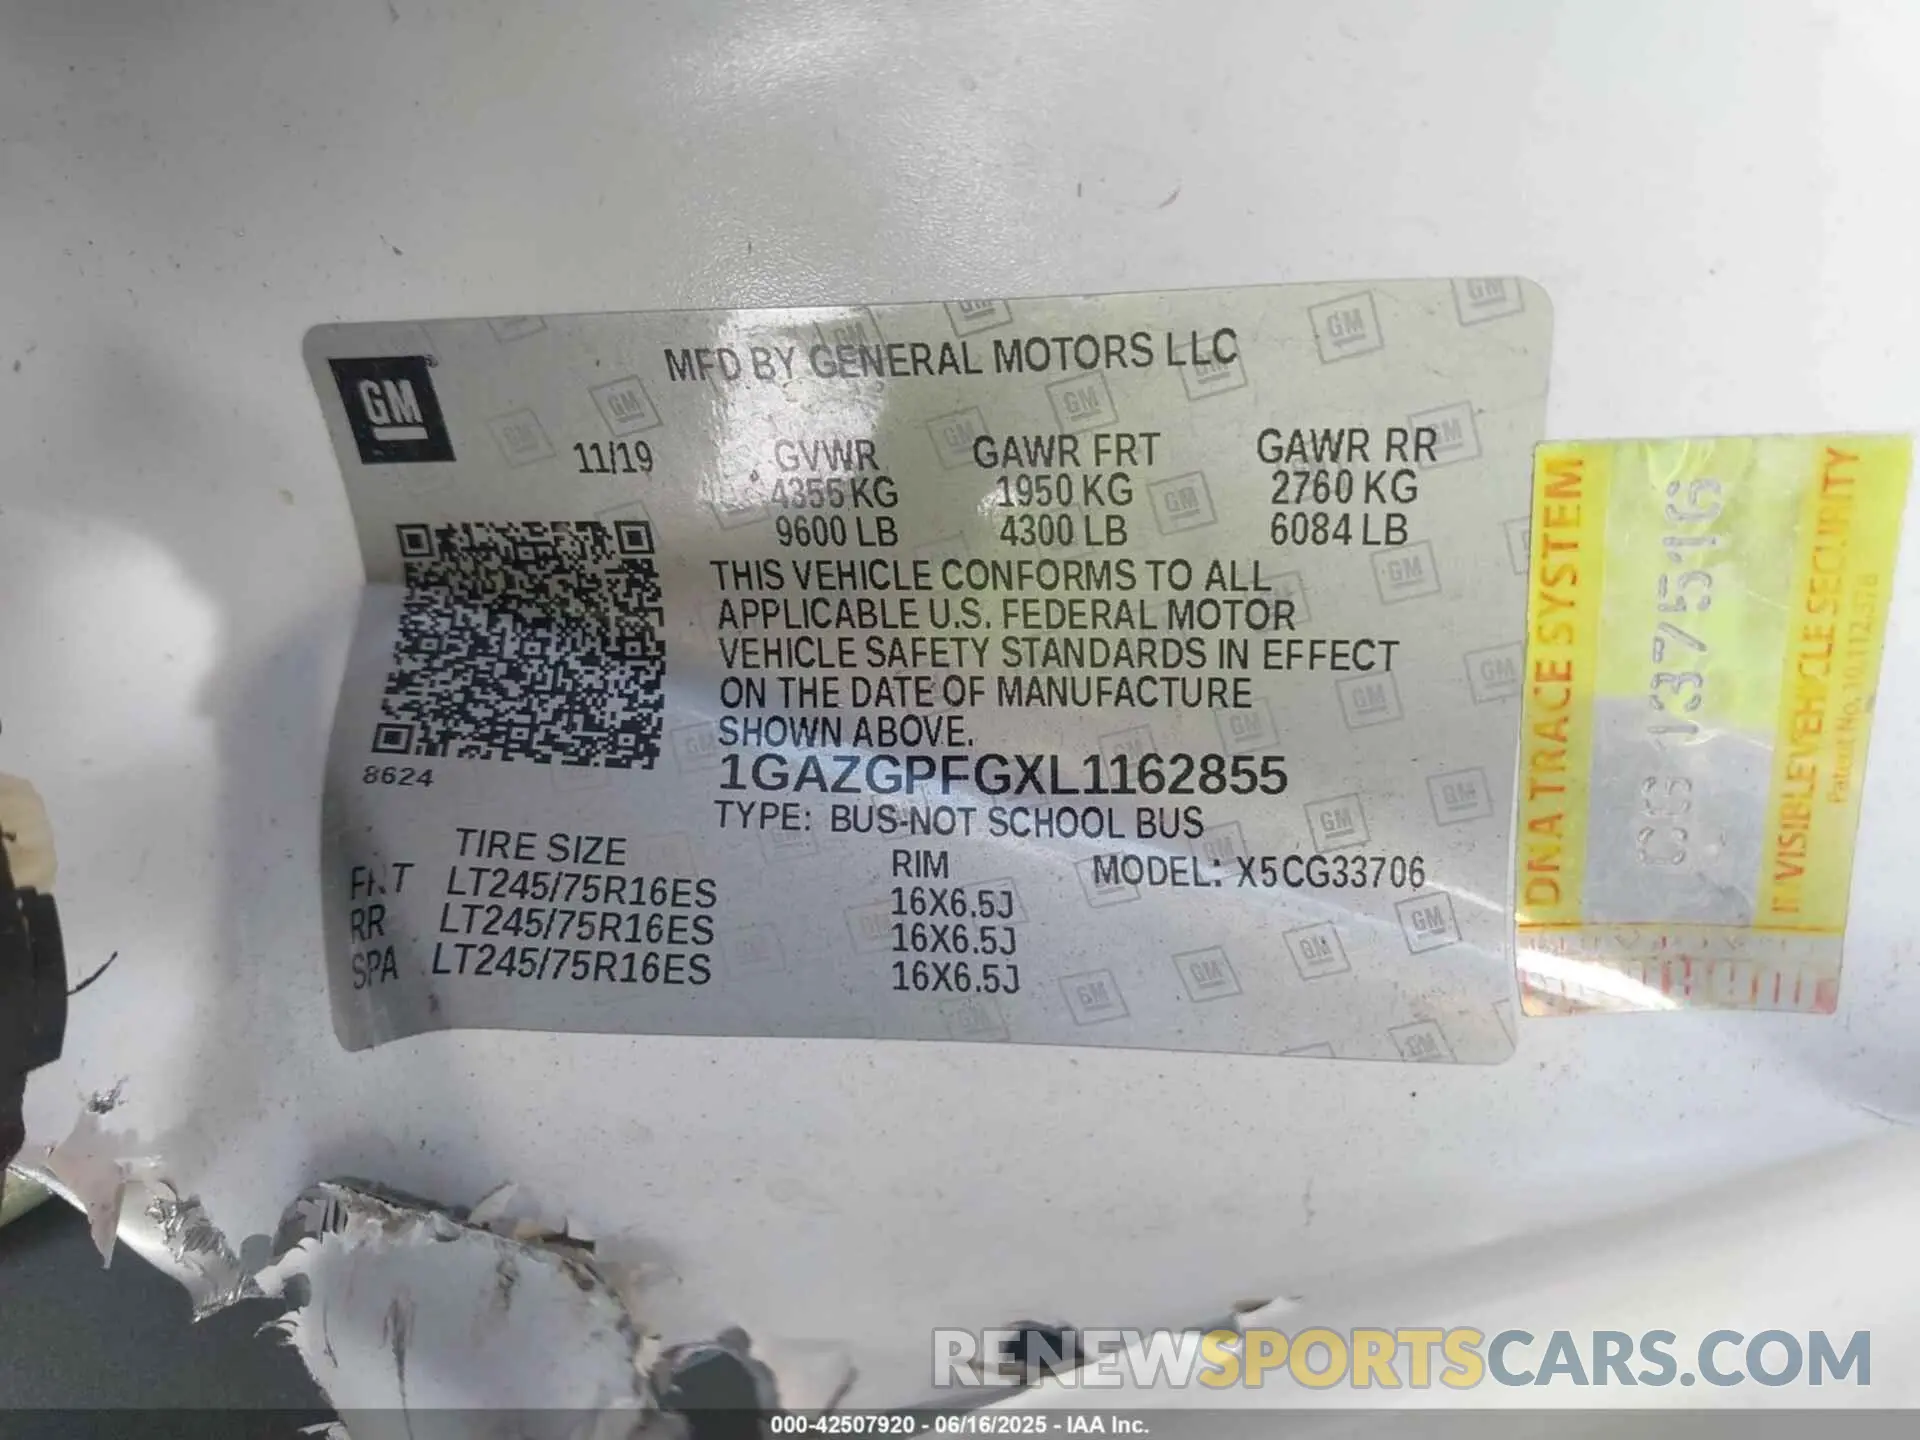 MFD BY GENERAL MOTORS LLC
GM
11/19 GVWR GAWR FRT GAWR RR
4355 KG 1950 KG 2760 KG
9600 LB 4300 LB 6084 LB
THIS VEHICLE CONFORMS TO ALL
APPLICABLE U.S. FEDERAL MOTOR
VEHICLE SAFETY STANDARDS IN EFFECT
ON THE DATE OF MANUFACTURE
SHOWN ABOVE.
8624
1GAZGPFGXL1162855
TYPE: BUS-NOT SCHOOL BUS
TIRE SIZE RIM MODEL: X5CG33706
FRT LT245/75R16ES 16X6.5J
RR LT245/75R16ES 16X6.5J
SPA LT245/75R16ES 16X6.5J
DNA TRACE SYSTEM
IF VISIBLE VEHICLE SECURITY
RENEWSPORTSCARS.COM
000-42507920 - 06/16/2025 - IAA Inc.